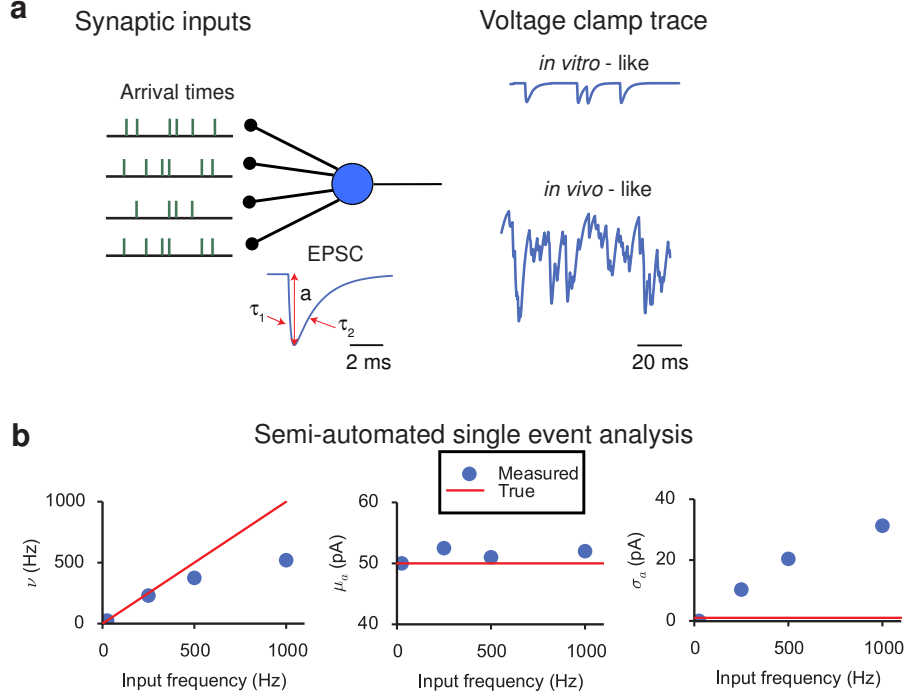 a
Synaptic inputs
Voltage clamp trace
in vitro - like
Arrival times
in vivo - like
EPSC
a
τ1
τ2
2 ms
20 ms
b
Semi-automated single event analysis
Measured
True
1000
500
0
ν (Hz)
0 500 1000
Input frequency (Hz)
60
50
40
μa (pA)
0 500 1000
Input frequency (Hz)
40
20
0
σa (pA)
0 500 1000
Input frequency (Hz)